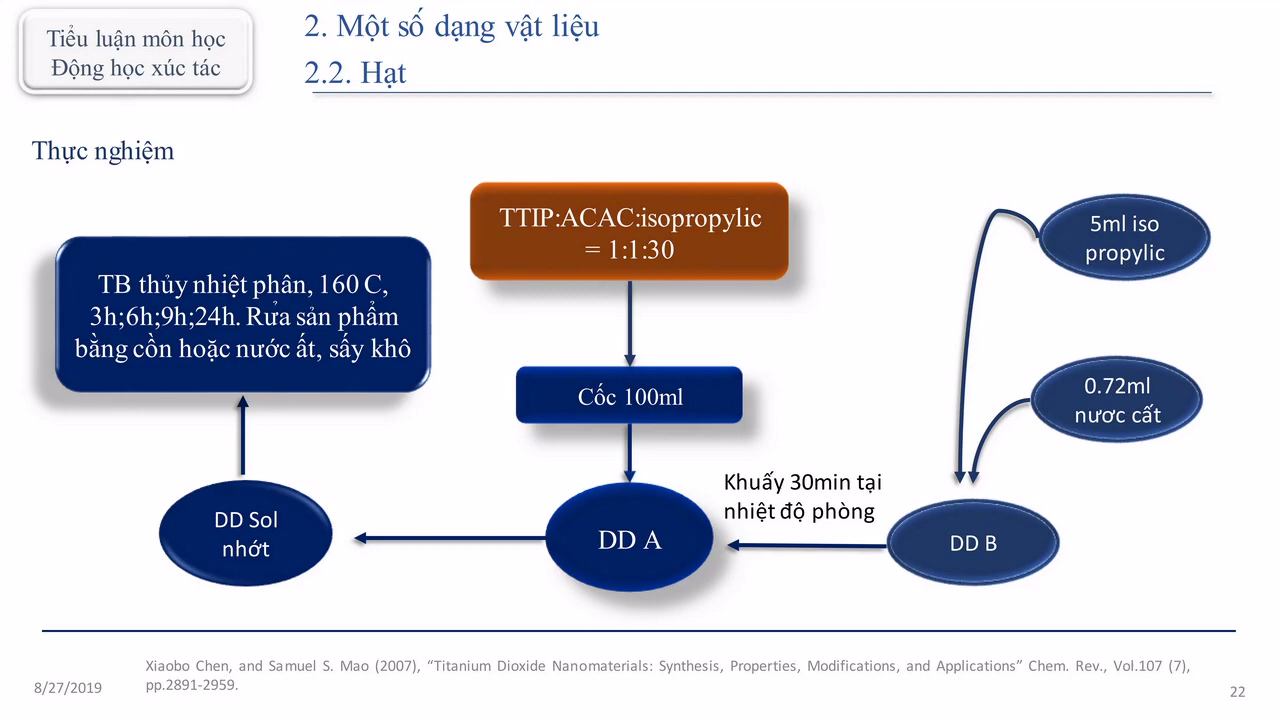 Tiểu luận môn học
Động học xúc tác
2. Một số dạng vật liệu
2.2. Hạt
Thực nghiệm
TTIP:ACAC:isopropylic
= 1:1:30
5ml iso
propylic
TB thủy nhiệt phân, 160 C,
3h;6h;9h;24h. Rửa sản phẩm
bằng cồn hoặc nước ất, sấy khô
Cốc 100ml
0.72ml
nươc cất
Khuấy 30min tại
nhiệt độ phòng
DD Sol
nhớt
DD A
DD B
Xiaobo Chen, and Samuel S. Mao (2007), “Titanium Dioxide Nanomaterials: Synthesis, Properties, Modifications, and Applications” Chem. Rev., Vol.107 (7),
pp.2891-2959.
8/27/2019
22